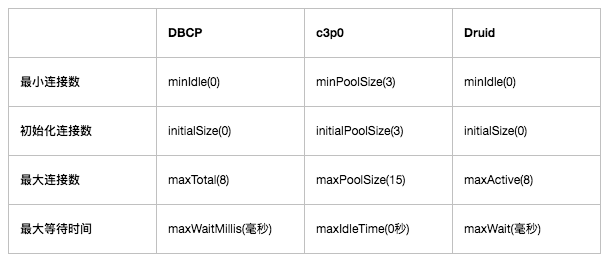 DBCP c3p0 Druid
最小连接数 minIdle(0) minPoolSize(3) minIdle(0)
初始化连接数 initialSize(0) initialPoolSize(3) initialSize(0)
最大连接数 maxTotal(8) maxPoolSize(15) maxActive(8)
最大等待时间 maxWaitMillis(毫秒) maxIdleTime(0秒) maxWait(毫秒)